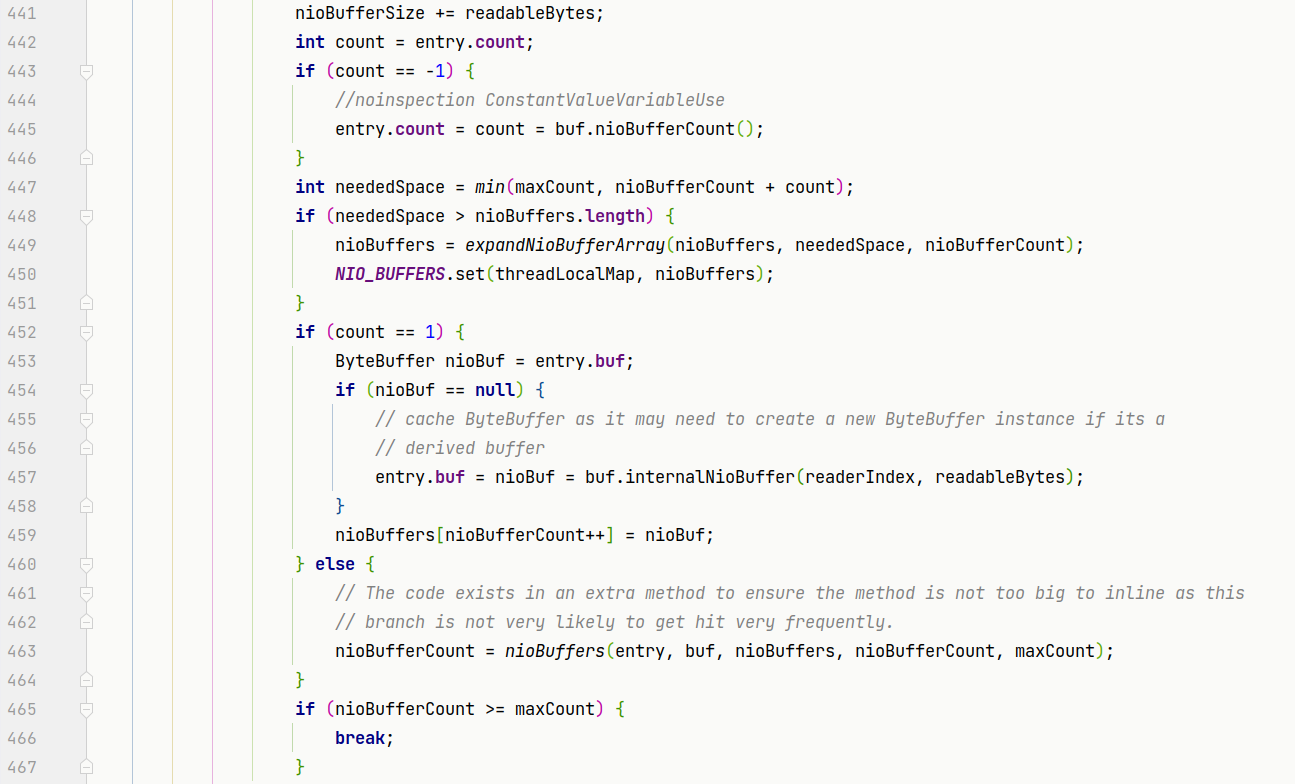 441 nioBufferSize += readableBytes;
442 int count = entry.count;
443 if (count == -1) {
444 //noinspection ConstantValueVariableUse
445 entry.count = count = buf.nioBufferCount();
446 }
447 int neededSpace = min(maxCount, nioBufferCount + count);
448 if (neededSpace > nioBuffers.length) {
449 nioBuffers = expandNioBufferArray(nioBuffers, neededSpace, nioBufferCount);
450 NIO_BUFFERS.set(threadLocalMap, nioBuffers);
451 }
452 if (count == 1) {
453 ByteBuffer nioBuf = entry.buf;
454 if (nioBuf == null) {
455 // cache ByteBuffer as it may need to create a new ByteBuffer instance if its a
456 // derived buffer
457 entry.buf = nioBuf = buf.internalNioBuffer(readerIndex, readableBytes);
458 }
459 nioBuffers[nioBufferCount++] = nioBuf;
460 } else {
461 // The code exists in an extra method to ensure the method is not too big to inline as this
462 // branch is not very likely to get hit very frequently.
463 nioBufferCount = nioBuffers(entry, buf, nioBuffers, nioBufferCount, maxCount);
464 }
465 if (nioBufferCount >= maxCount) {
466 break;
467 }